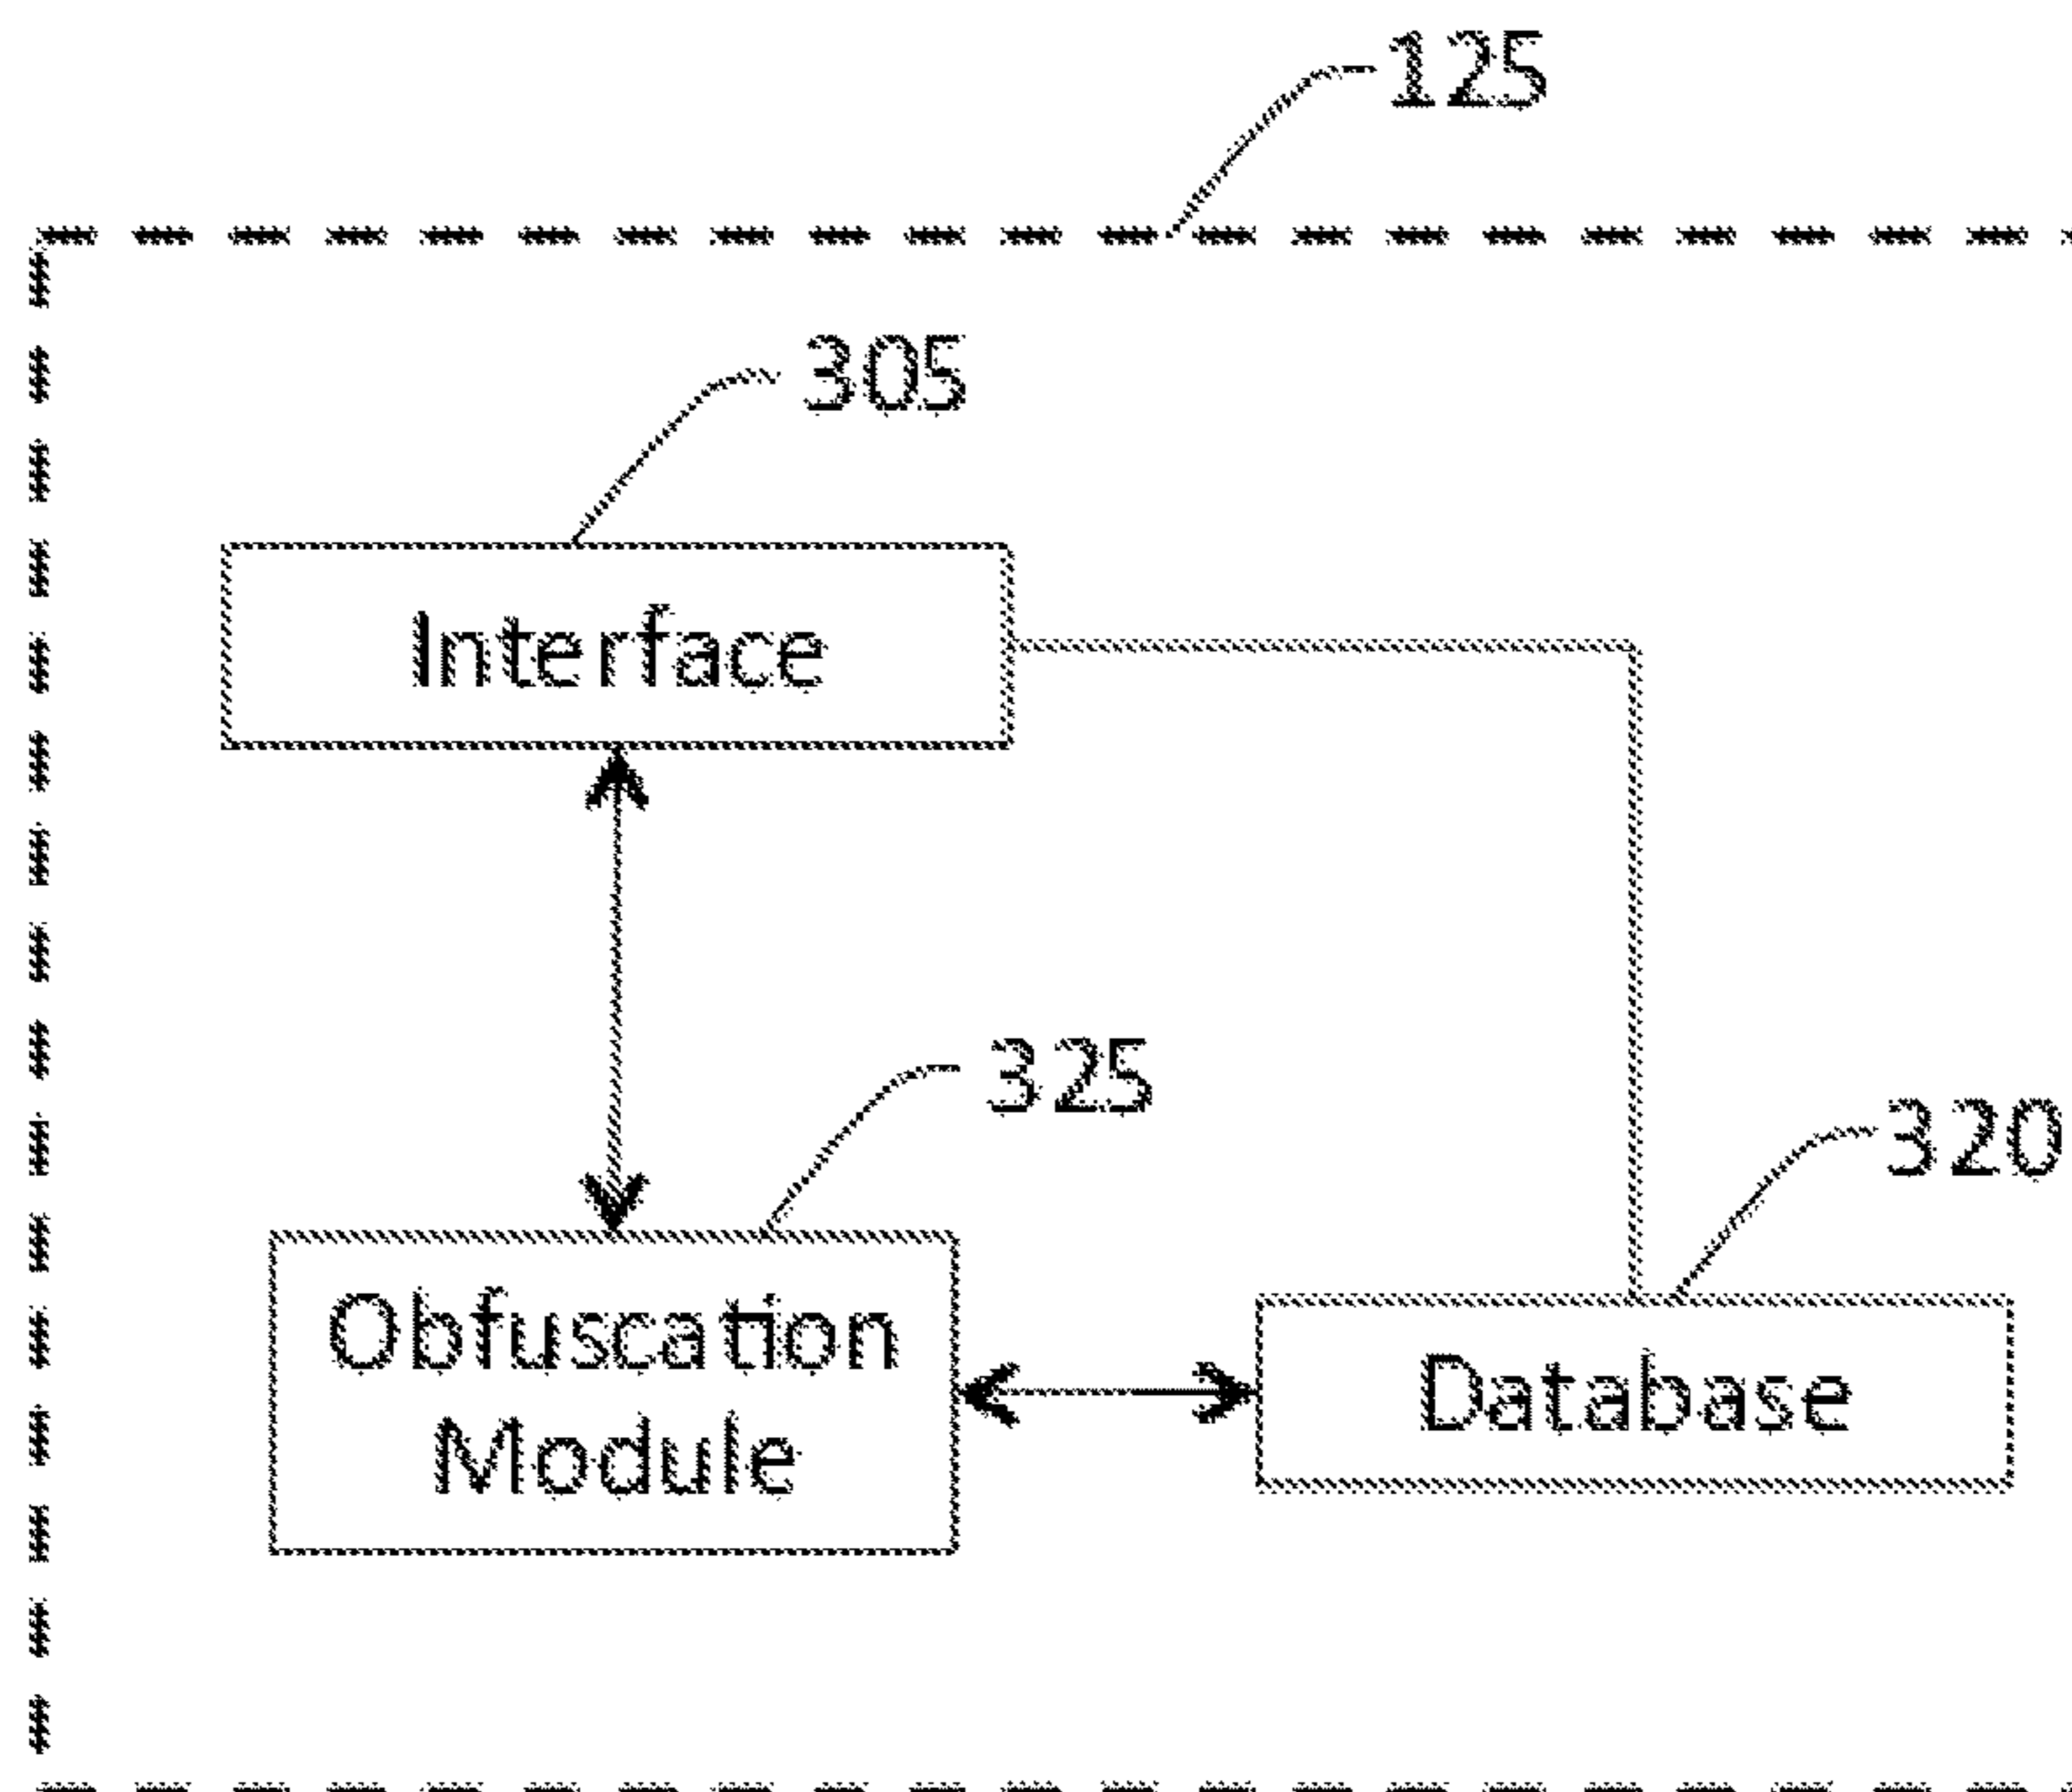 125
305
Interface
325
320
Obfuscation
Module
Database